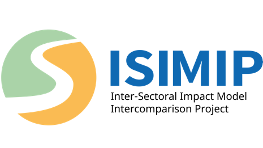 ISIMIP
Inter-Sectoral Impact Model
Intercomparison Project